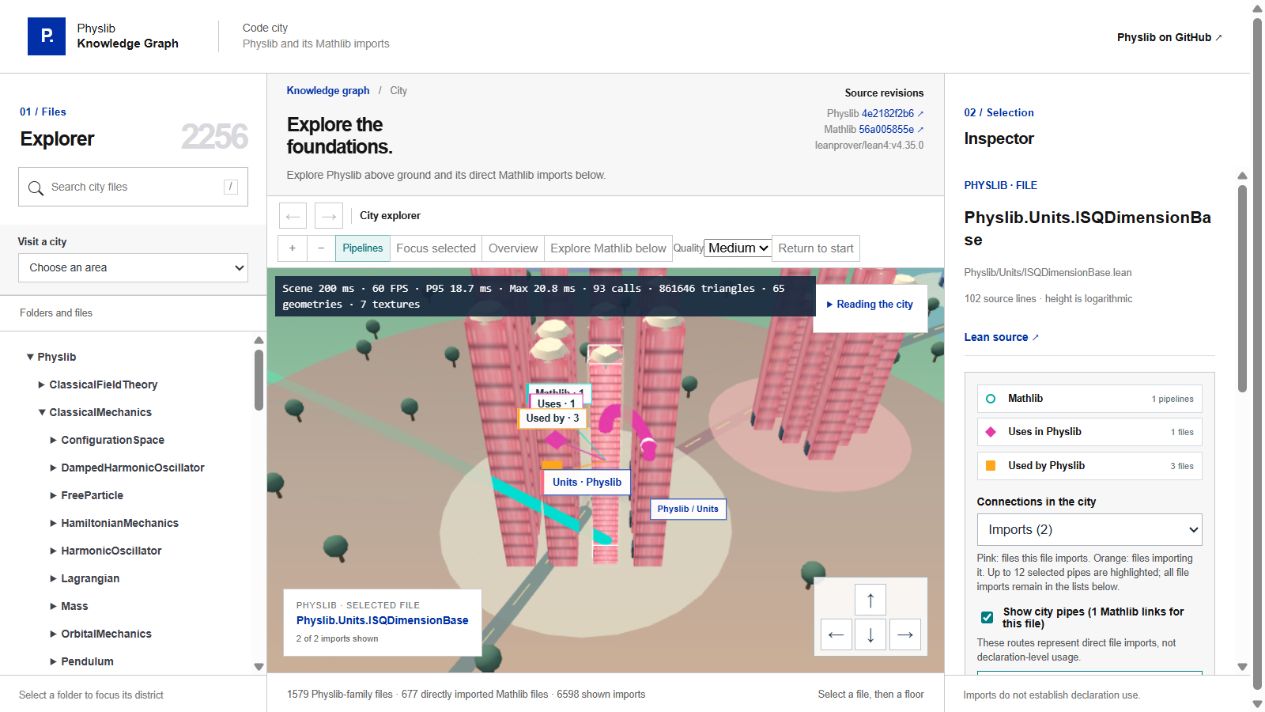 P.
Physlib
Knowledge Graph
Code city
Physlib and its Mathlib imports
Physlib on GitHub ↗
01 / Files
Explorer
2256
Search city files
/
Visit a city
Choose an area
Folders and files
▼ Physlib
▶ ClassicalFieldTheory
▼ ClassicalMechanics
▶ ConfigurationSpace
▶ DampedHarmonicOscillator
▶ FreeParticle
▶ HamiltonianMechanics
▶ HarmonicOscillator
▶ Lagrangian
▶ Mass
▶ OrbitalMechanics
▶ Pendulum
Select a folder to focus its district
Knowledge graph / City
Explore the
foundations.
Explore Physlib above ground and its direct Mathlib imports below.
Source revisions
Physlib 4e2182f2b6 ↗
Mathlib 56a005855e ↗
leanprover/lean4:v4.35.0
← → City explorer
+ − Pipelines Focus selected Overview Explore Mathlib below Quality Medium Return to start
Scene 200 ms · 60 FPS · P95 18.7 ms · Max 20.8 ms · 93 calls · 861646 triangles · 65
geometries · 7 textures
▶ Reading the city
Mathlib · 1
Uses · 1
Used by · 3
Units · Physlib
Physlib / Units
PHYSLIB · SELECTED FILE
Physlib.Units.ISQDimensionBase
2 of 2 imports shown
↑
← ↓ →
1579 Physlib-family files · 677 directly imported Mathlib files · 6598 shown imports
Select a file, then a floor
02 / Selection
Inspector
PHYSLIB · FILE
Physlib.Units.ISQDimensionBa
se
Physlib/Units/ISQDimensionBase.lean
102 source lines · height is logarithmic
Lean source ↗
Mathlib 1 pipelines
Uses in Physlib 1 files
Used by Physlib 3 files
Connections in the city
Imports (2)
Pink: files this file imports. Orange: files importing
it. Up to 12 selected pipes are highlighted; all file
imports remain in the lists below.
Show city pipes (1 Mathlib links for
this file)
These routes represent direct file imports, not
declaration-level usage.
Imports do not establish declaration use.